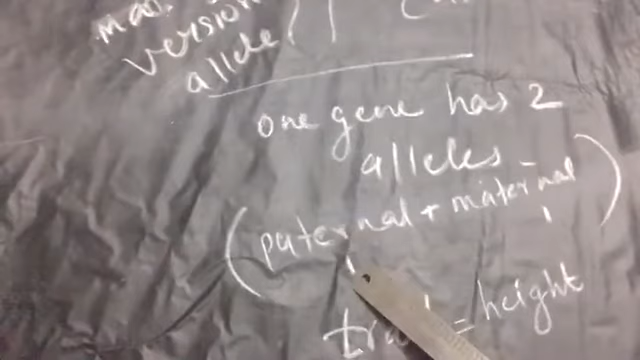 version
allele
one gene has 2
alleles -
(paternal + maternal)
= height